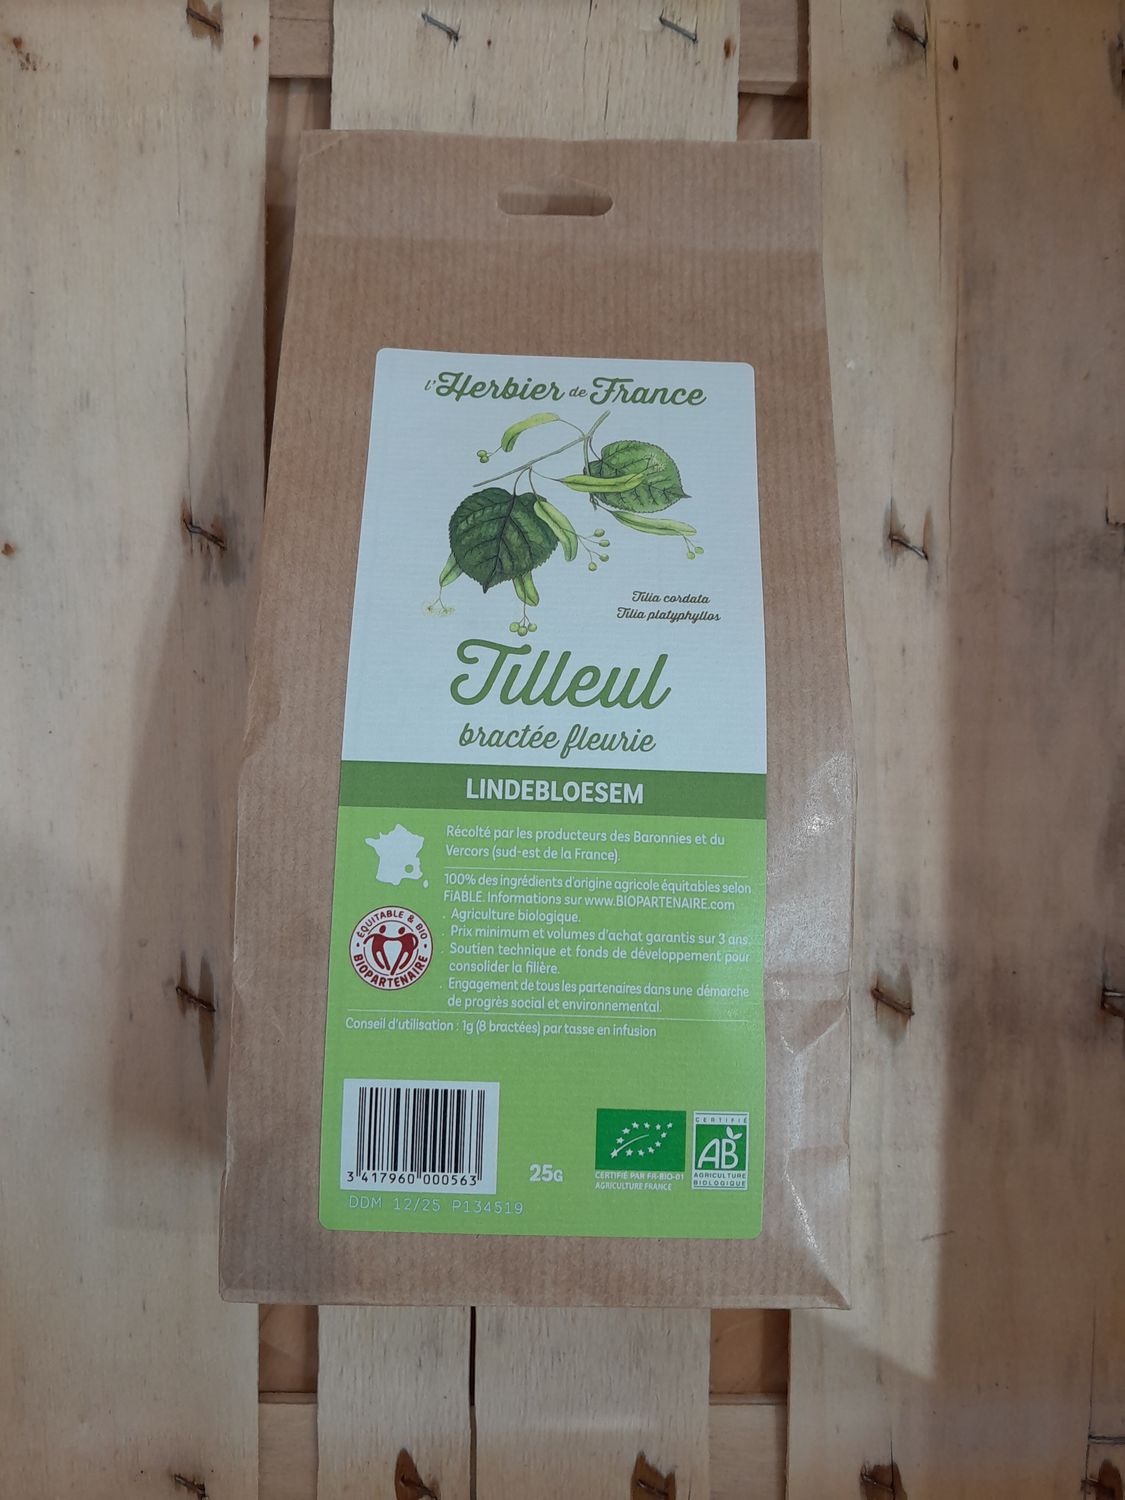 l'Herbier de France
Tilia cordata
Tilia platyphyllos
Tilleul
bractée fleurie
LINDEBLOESEM
Récolté par les producteurs des Baronnies et du
Vercors (sud-est de la France).
100% des ingrédients d'origine agricole équitables selon
FiABLE. Informations sur www.BIOPARTENAIRE.com
. Agriculture biologique.
. Prix minimum et volumes d'achat garantis sur 3 ans.
. Soutien technique et fonds de développement pour
consolider la filière.
. Engagement de tous les partenaires dans une démarche
de progrès social et environnemental.
ÉQUITABLE & BIO
BIOPARTENAIRE
Conseil d'utilisation : 1g (8 bractées) par tasse en infusion
3 417960 000563
25G
CERTIFIÉ PAR FR-BIO-01
AGRICULTURE FRANCE
CERTIFIÉ
AB
AGRICULTURE
BIOLOGIQUE
DDM 12/25 P134519